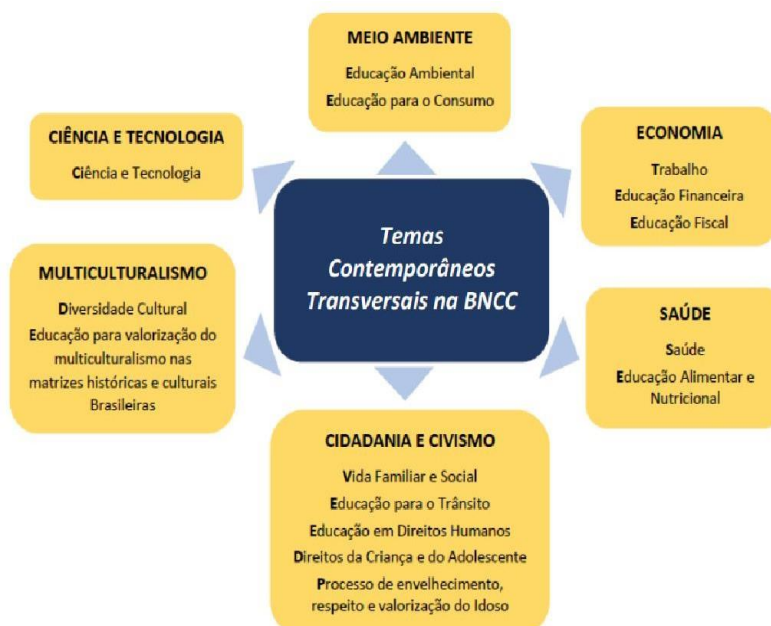 MEIO AMBIENTE
Educação Ambiental
Educação para o Consumo
CIÊNCIA E TECNOLOGIA
Ciência e Tecnologia
ECONOMIA
Trabalho
Educação Financeira
Educação Fiscal
Temas
Contemporâneos
Transversais na BNCC
MULTICULTURALISMO
Diversidade Cultural
Educação para valorização do
multiculturalismo nas
matrizes históricas e culturais
Brasileiras
SAÚDE
Saúde
Educação Alimentar e
Nutricional
CIDADANIA E CIVISMO
Vida Familiar e Social
Educação para o Trânsito
Educação em Direitos Humanos
Direitos da Criança e do Adolescente
Processo de envelhecimento,
respeito e valorização do Idoso